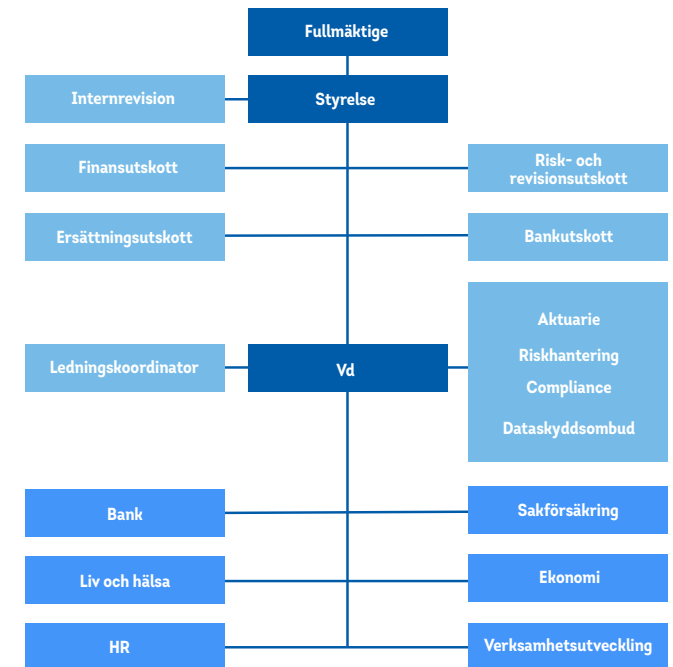 Fullmäktige
Internrevision
Styrelse
Finansutskott
Risk- och
revisionsutskott
Ersättningsutskott
Bankutskott
Aktuarie
Riskhantering
Compliance
Dataskyddsombud
Ledningskoordinator
Vd
Bank
Sakförsäkring
Liv och hälsa
Ekonomi
HR
Verksamhetsutveckling